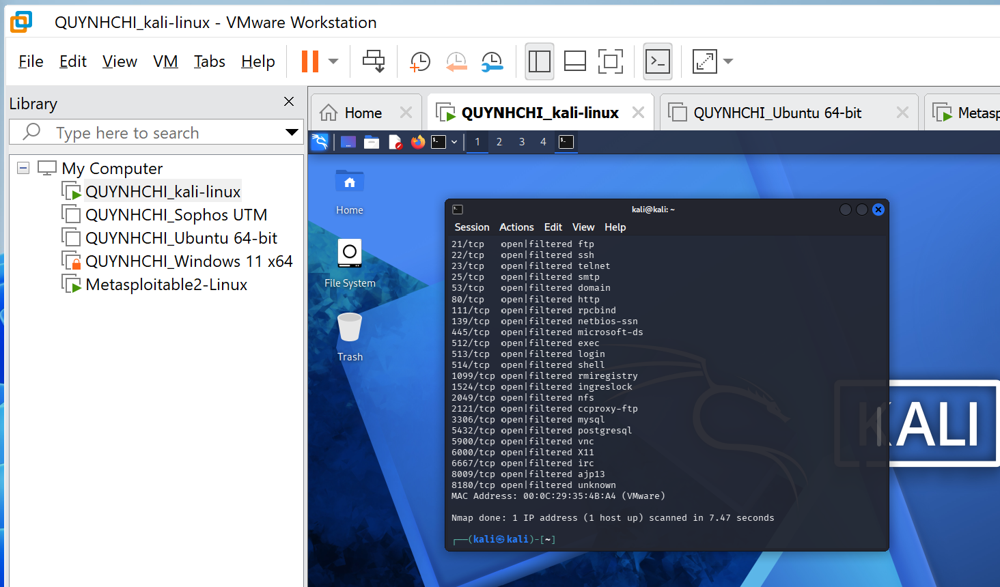 QUYNHCHI_kali-linux - VMware Workstation
File Edit View VM Tabs Help
Library
Type here to search
My Computer
QUYNHCHI_kali-linux
QUYNHCHI_Sophos UTM
QUYNHCHI_Ubuntu 64-bit
QUYNHCHI_Windows 11 x64
Metasploitable2-Linux
Home QUYNHCHI_kali-linux QUYNHCHI_Ubuntu 64-bit Metasp
1 2 3 4
Home
File System
Trash
kali@kali: ~
Session Actions Edit View Help
21/tcp   open|filtered ftp
22/tcp   open|filtered ssh
23/tcp   open|filtered telnet
25/tcp   open|filtered smtp
53/tcp   open|filtered domain
80/tcp   open|filtered http
111/tcp  open|filtered rpcbind
139/tcp  open|filtered netbios-ssn
445/tcp  open|filtered microsoft-ds
512/tcp  open|filtered exec
513/tcp  open|filtered login
514/tcp  open|filtered shell
1099/tcp open|filtered rmiregistry
1524/tcp open|filtered ingreslock
2049/tcp open|filtered nfs
2121/tcp open|filtered ccproxy-ftp
3306/tcp open|filtered mysql
5432/tcp open|filtered postgresql
5900/tcp open|filtered vnc
6000/tcp open|filtered X11
6667/tcp open|filtered irc
8009/tcp open|filtered ajp13
8180/tcp open|filtered unknown
MAC Address: 00:0C:29:35:4B:A4 (VMware)
Nmap done: 1 IP address (1 host up) scanned in 7.47 seconds
┌──(kali㉿kali)-[~]
KALI